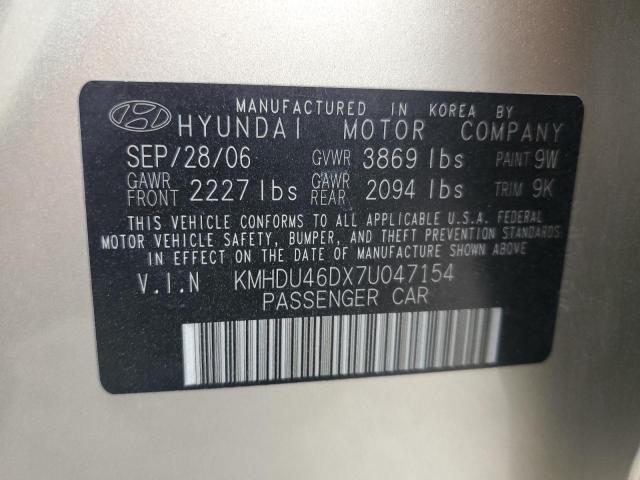 MANUFACTURED IN KOREA BY
HYUNDAI MOTOR COMPANY
SEP/28/06 GVWR 3869 lbs PAINT 9W
GAWR FRONT 2227 lbs GAWR REAR 2094 lbs TRIM 9K
THIS VEHICLE CONFORMS TO ALL APPLICABLE U.S.A. FEDERAL
MOTOR VEHICLE SAFETY, BUMPER, AND THEFT PREVENTION STANDARDS
IN EFFECT ON THE DATE OF MANUFACTURE SHOWN ABOVE.
V.I.N KMHDU46DX7U047154
PASSENGER CAR